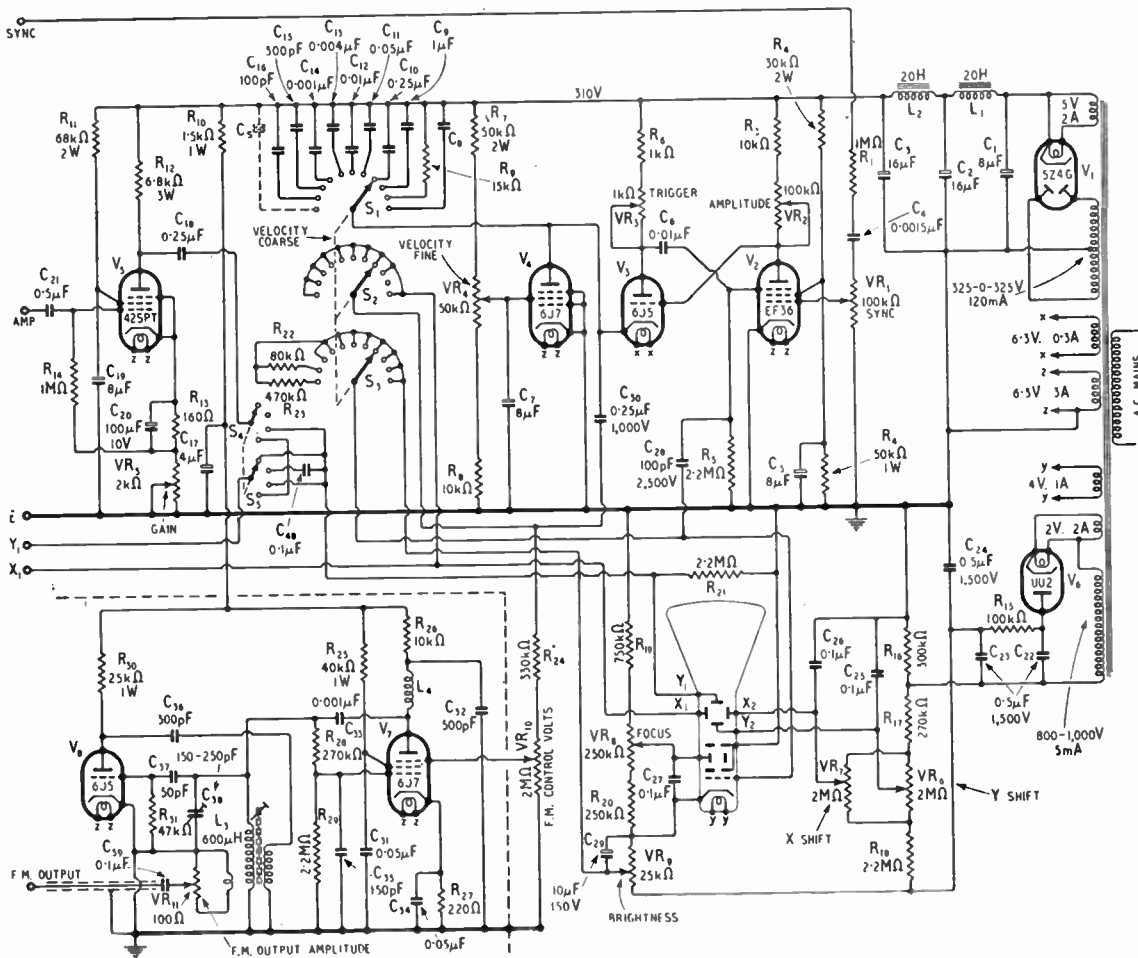 SYNC
C15
500pF
C13
0.004µF
C11
0.05µF
C9
1µF
C16
100pF
C14
0.001µF
C12
0.01µF
C10
0.25µF
R4
30kΩ
2W
R11
68kΩ
2W
R10
1.5kΩ
1W
R12
6.8kΩ
3W
R7
50kΩ
2W
C8
R9
15kΩ
310V
R6
1kΩ
10kΩ
1MΩ
R1
20H
L2
20H
L1
C3
16µF
C2
16µF
C1
8µF
5V
2A
5Z4G
V1
S1
VELOCITY
COARSE
1kΩ
TRIGGER
C6
0.01µF
100kΩ
AMPLITUDE
VR2
C4
0.0015µF
C18
0.25µF
VELOCITY
FINE
VR4
50kΩ
V5
42SPT
C21
0.5µF
AMP
V4
6J7
V3
6J5
V2
EF36
VR1
100kΩ
SYNC
325-0-325V
120mA
S2
S3
x
6.3V. 0.3A
x
z
6.3V 3A
z
A.C. MAINS
z z
z z
x x
z z
R22
80kΩ
470kΩ
R23
R14
1MΩ
C19
8µF
C20
100µF
10V
R13
160Ω
C17
4µF
VR5
2kΩ
GAIN
S4
S5
C7
8µF
R8
10kΩ
C30
0.25µF
1,000V
C28
100pF
2,500V
R5
2.2MΩ
C5
8µF
R4
50kΩ
1W
y
4V. 1A
y
Y1
X1
0.1µF
2V. 2A
C24
0.5µF
1,500V
UU2
V6
2.2MΩ
R21
R15
100kΩ
C23
C22
0.5µF
1,500V
800-1,000V
5mA
R30
25kΩ
1W
R25
40kΩ
1W
R26
10kΩ
R24
330kΩ
R19
750kΩ
C26
0.1µF
C25
0.1µF
R16
300kΩ
R17
270kΩ
C36
500pF
0.001µF
C33
L4
C32
500pF
Y1
X1
X2
Y2
V8
6J5
150-250pF
C37
50pF
C38
R28
270kΩ
V7
6J7
VR10
2MΩ
F.M. CONTROL VOLTS
VR8
250kΩ
FOCUS
C27
0.1µF
VR7
2MΩ
X SHIFT
VR6
2MΩ
Y SHIFT
z z
z z
y y
R31
47kΩ
600µH
R29
2.2MΩ
C31
0.05µF
C35
150pF
R20
250kΩ
C29
10µF
150V
VR9
25kΩ
BRIGHTNESS
R18
2.2MΩ
C39
0.1µF
F.M. OUTPUT
VR11
100Ω
F.M. OUTPUT AMPLITUDE
C34
0.05µF
R27
220Ω